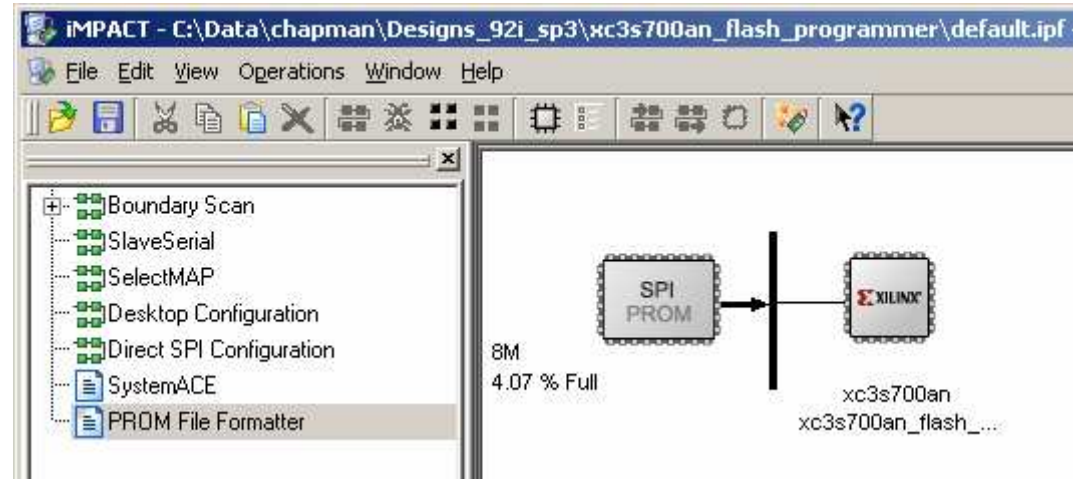 iMPACT - C:\Data\chapman\Designs_92i_sp3\xc3s700an_flash_programmer\default.ipf
File Edit View Operations Window Help
Boundary Scan
SlaveSerial
SelectMAP
Desktop Configuration
Direct SPI Configuration
SystemACE
PROM File Formatter
SPI
PROM
XILINX
8M
4.07 % Full
xc3s700an
xc3s700an_flash_...